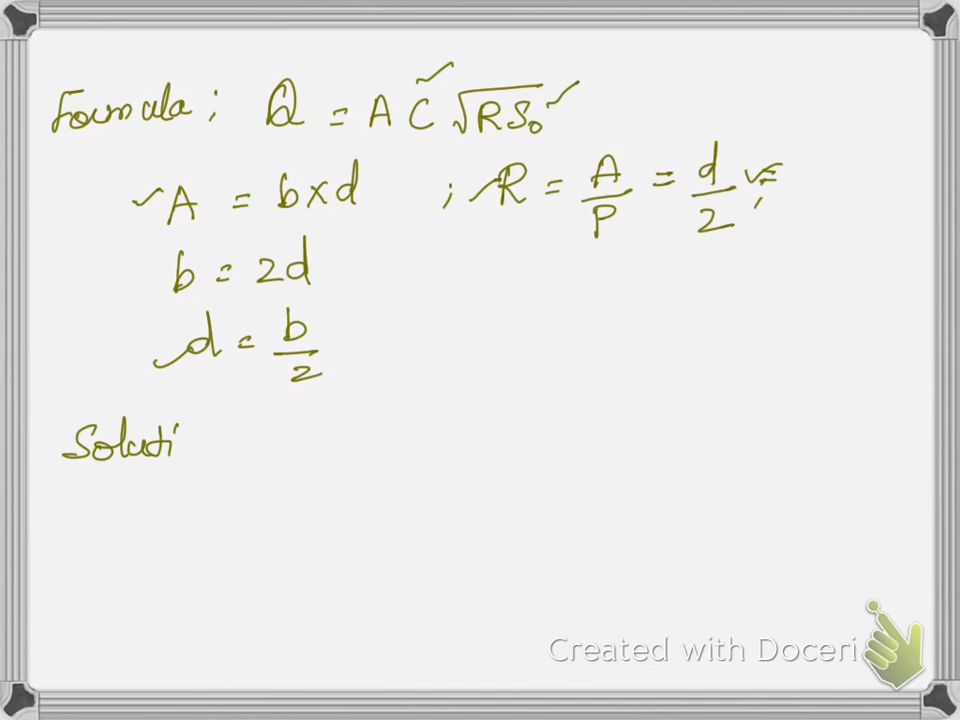 Formula; Q = A C √RS₀
A = b×d ; R = A/P = d/2
b = 2d
d = b/2
Soluti
Created with Doceri